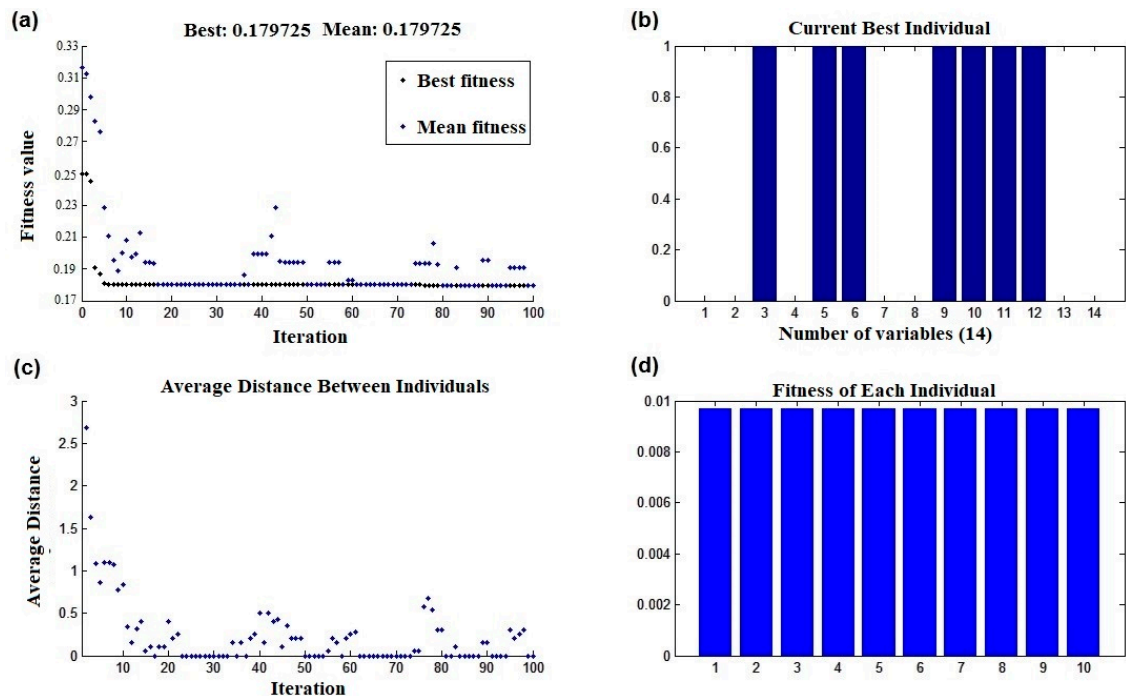 (a)
Best: 0.179725 Mean: 0.179725
0.33
0.31
0.29
0.27
0.25
0.23
0.21
0.19
0.17
Fitness value
Best fitness
Mean fitness
0 10 20 30 40 50 60 70 80 90 100
Iteration
(b)
Current Best Individual
1
0.8
0.6
0.4
0.2
0
1 2 3 4 5 6 7 8 9 10 11 12 13 14
Number of variables (14)
(c)
Average Distance Between Individuals
3
2.5
2
1.5
1
0.5
0
Average Distance
10 20 30 40 50 60 70 80 90 100
Iteration
(d)
Fitness of Each Individual
0.01
0.008
0.006
0.004
0.002
0
1 2 3 4 5 6 7 8 9 10